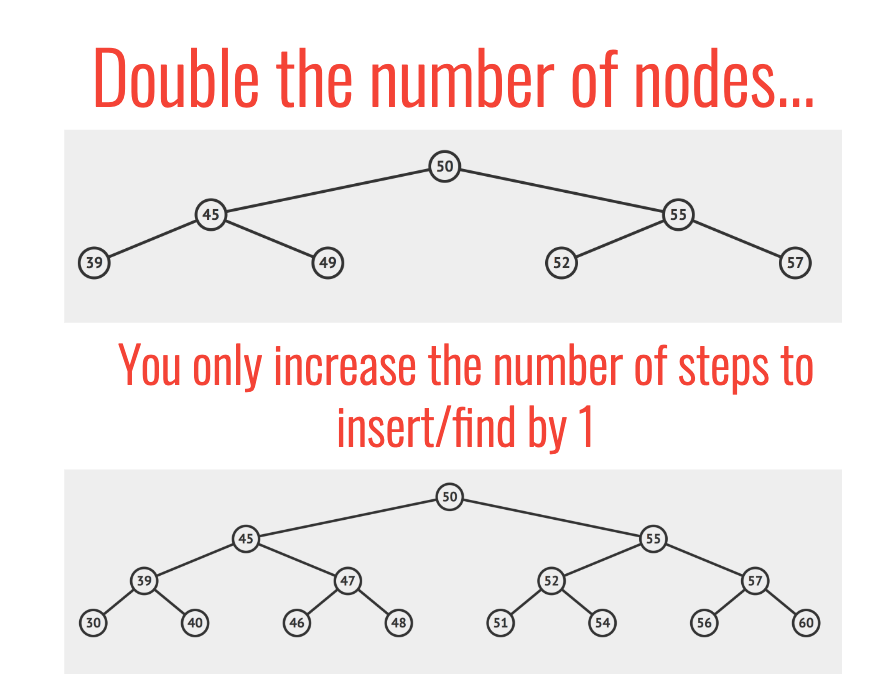 Double the number of nodes...
50
45 55
39 49 52 57
You only increase the number of steps to
insert/find by 1
50
45 55
39 47 52 57
30 40 46 48 51 54 56 60